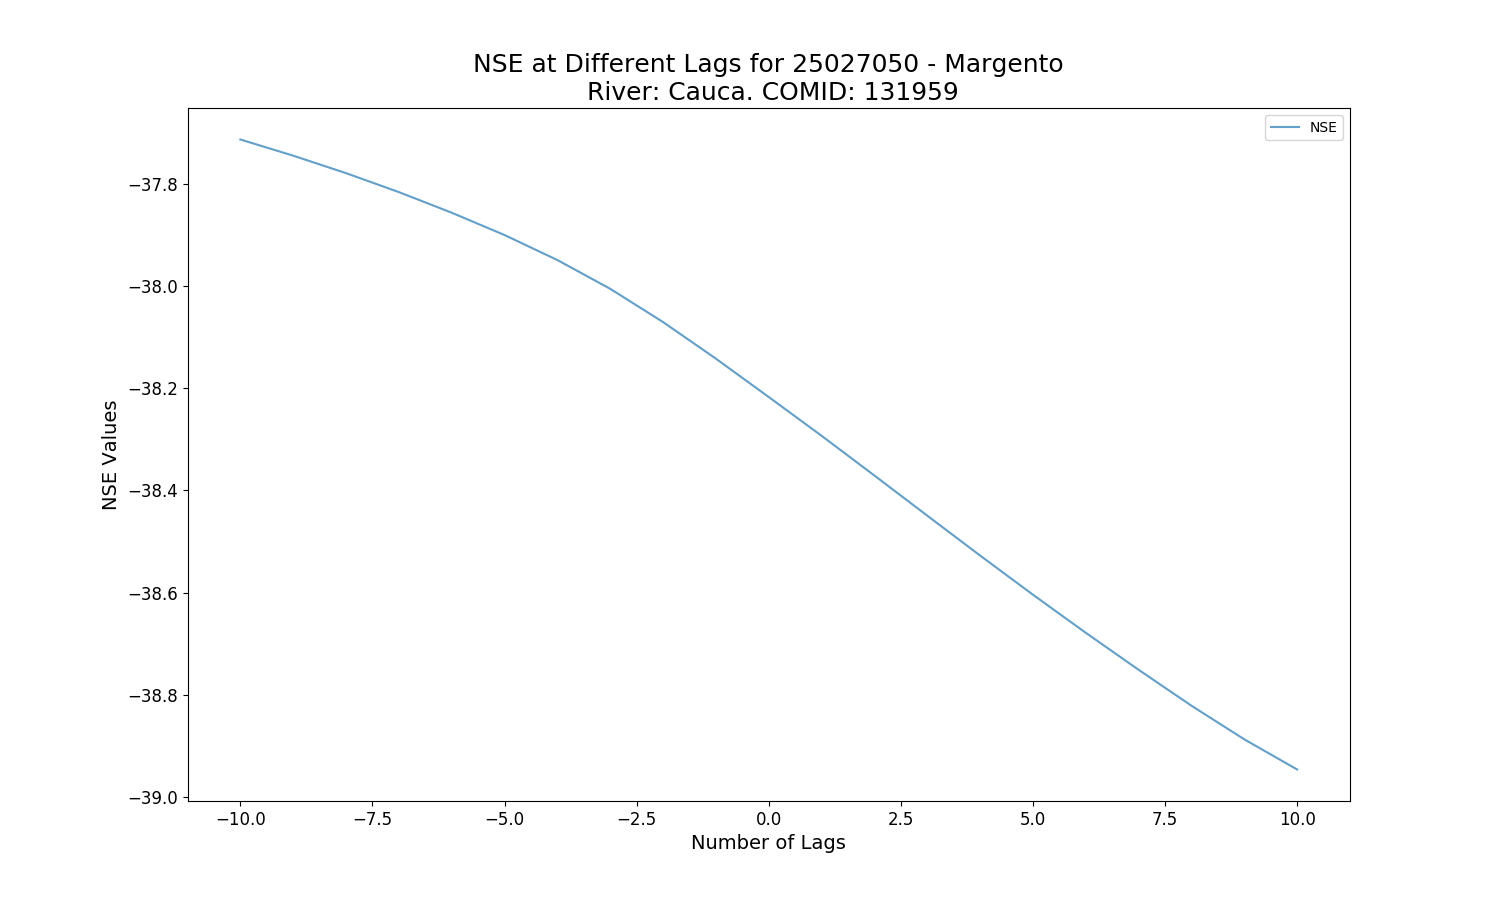 NSE at Different Lags for 25027050 - Margento
River: Cauca. COMID: 131959
NSE
−37.8
−38.0
−38.2
−38.4
−38.6
−38.8
−39.0
NSE Values
−10.0 −7.5 −5.0 −2.5 0.0 2.5 5.0 7.5 10.0
Number of Lags